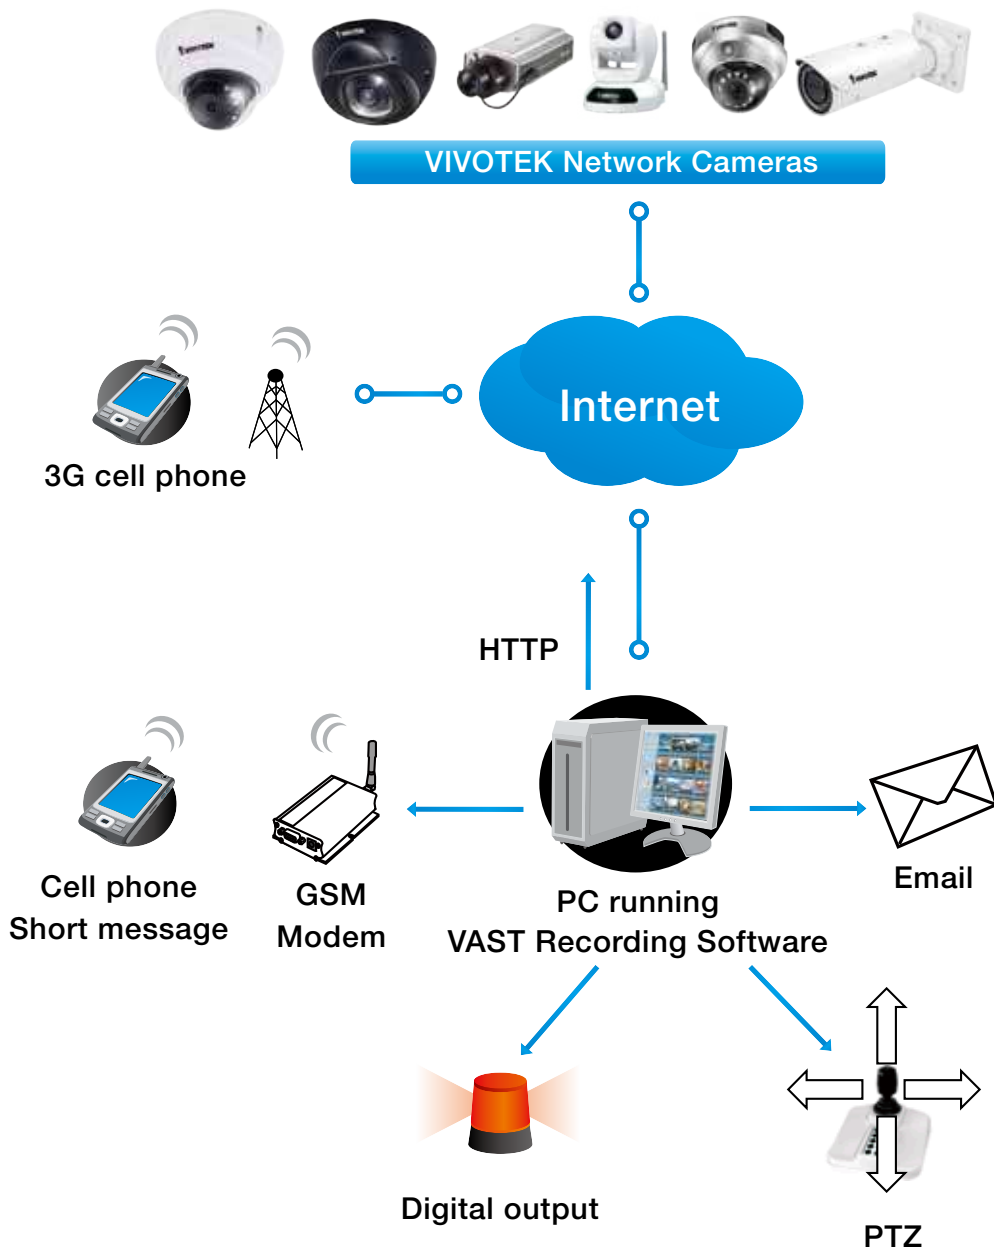 VIVOTEK Network Cameras
Internet
3G cell phone
HTTP
Cell phone
Short message
GSM
Modem
PC running
VAST Recording Software
Email
Digital output
PTZ